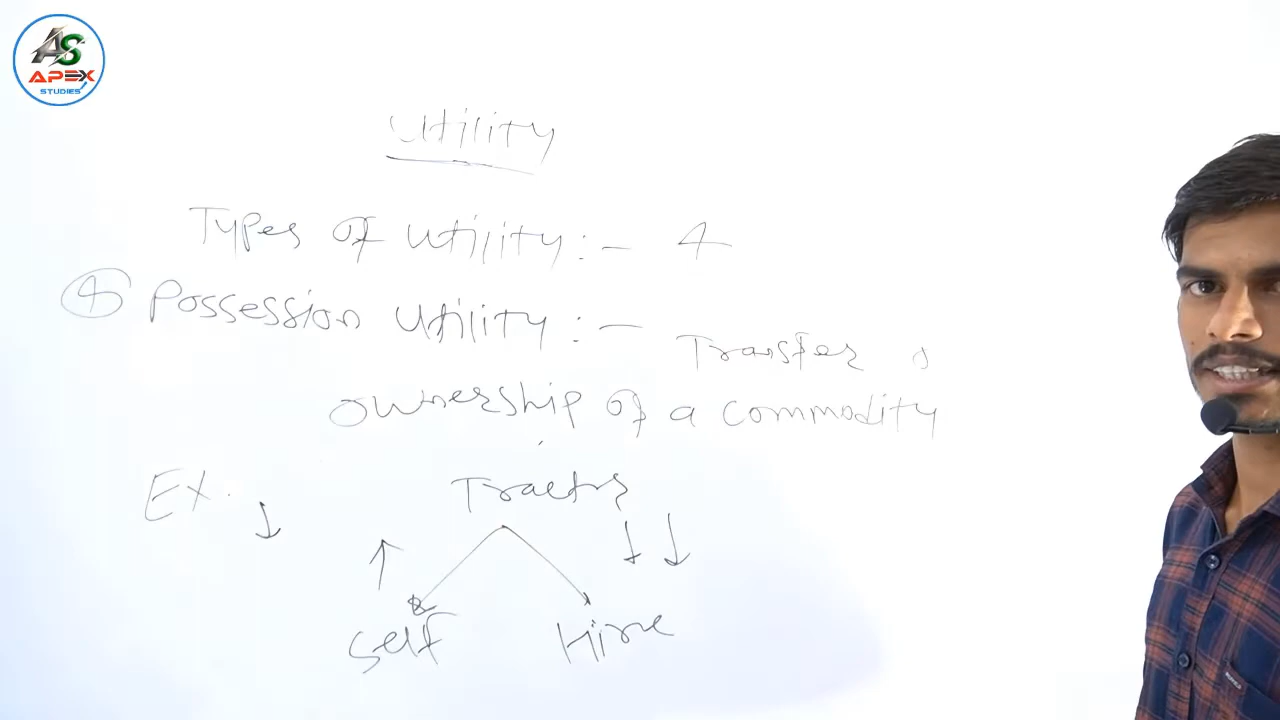 AS
APEX
STUDIES
Utility
Types of Utility :- 4
4 Possession Utility :- Transfer o
ownership of a commodity
Ex. Tractor
Self Hire